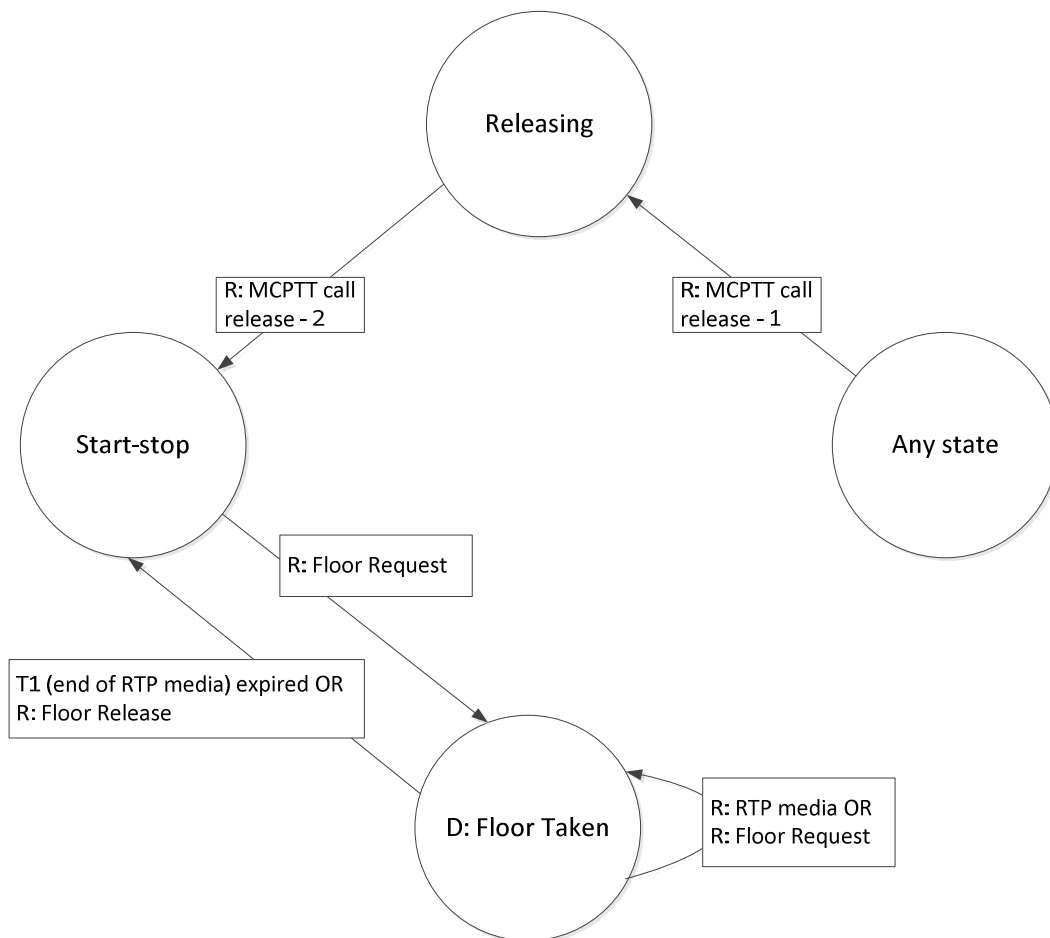 Releasing
R: MCPTT call
release - 2
R: MCPTT call
release - 1
Start-stop
Any state
R: Floor Request
T1 (end of RTP media) expired OR
R: Floor Release
D: Floor Taken
R: RTP media OR
R: Floor Request